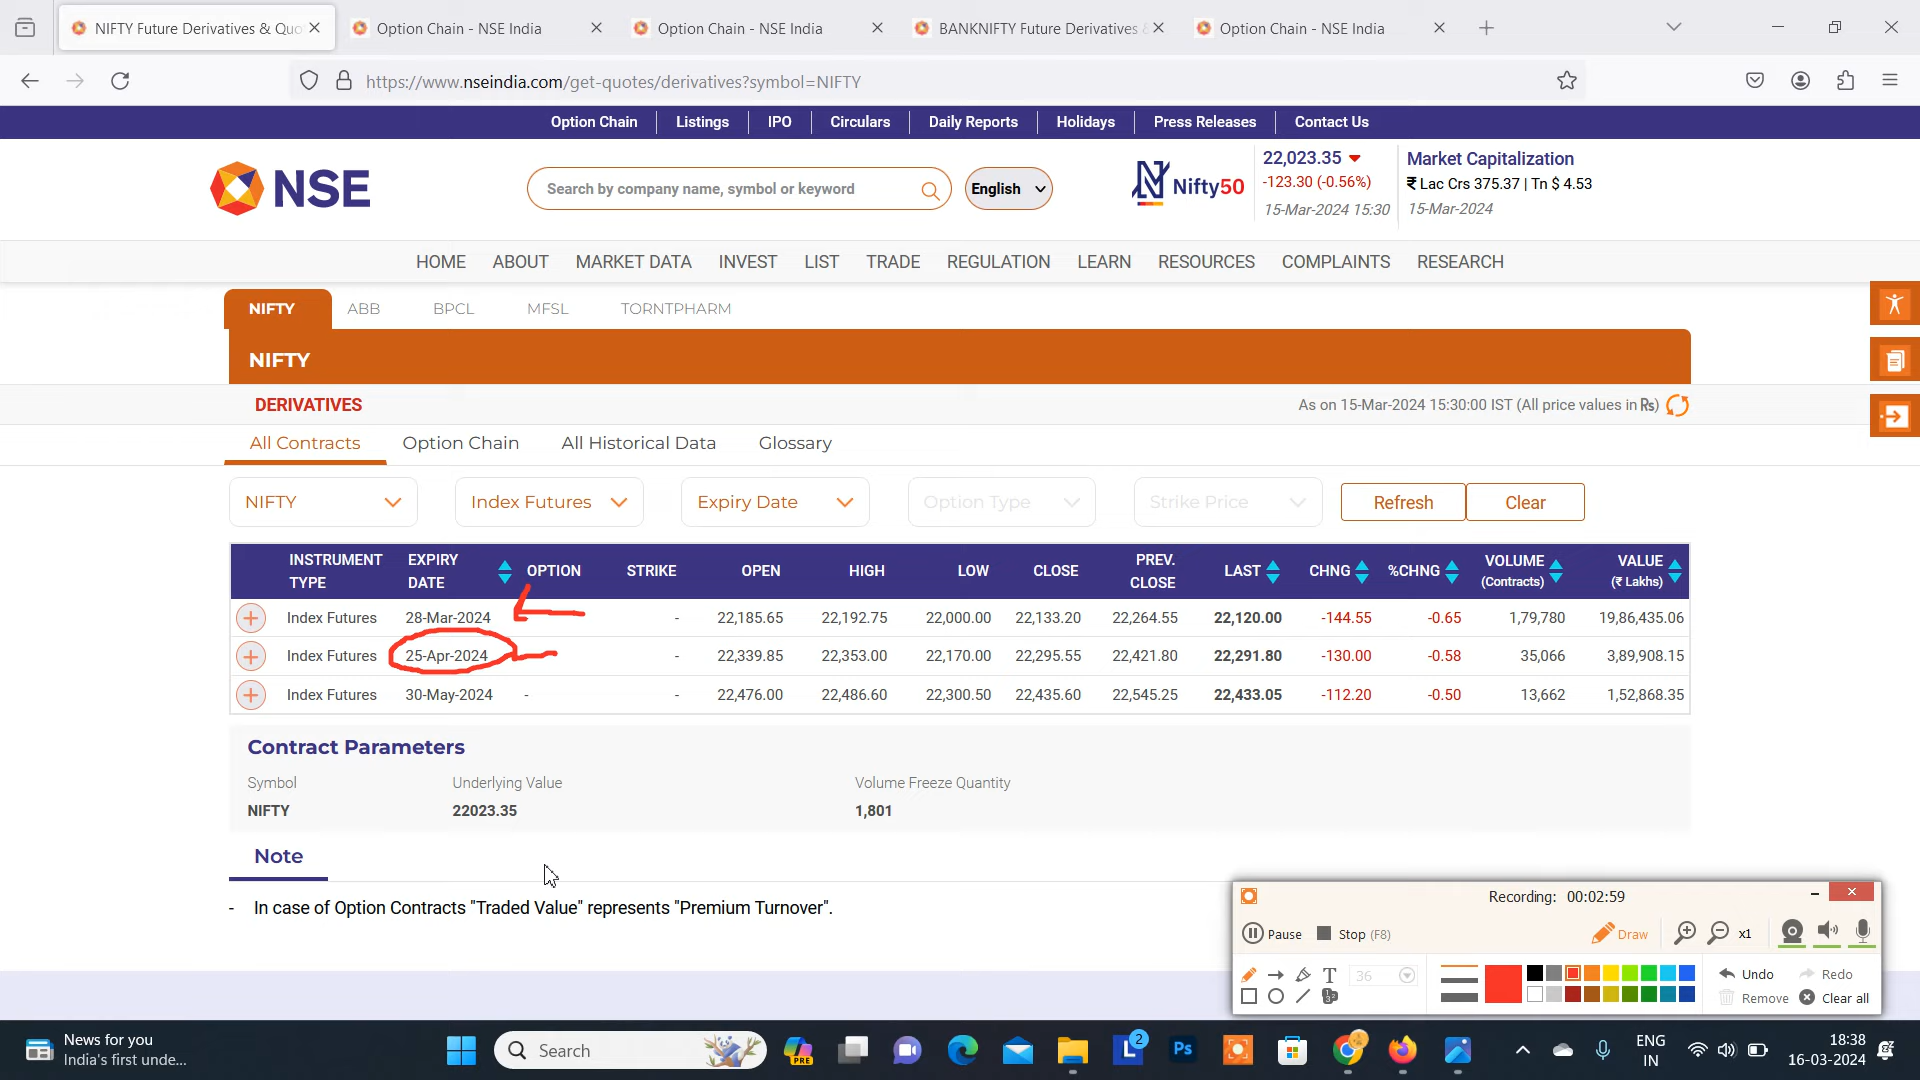 NIFTY Future Derivatives & Quo
Option Chain - NSE India
Option Chain - NSE India
BANKNIFTY Future Derivatives &
Option Chain - NSE India
https://www.nseindia.com/get-quotes/derivatives?symbol=NIFTY
Option Chain | Listings | IPO | Circulars | Daily Reports | Holidays | Press Releases | Contact Us
NSE
Search by company name, symbol or keyword
English
Nifty50
22,023.35
-123.30 (-0.56%)
15-Mar-2024 15:30
Market Capitalization
₹ Lac Crs 375.37 | Tn $ 4.53
15-Mar-2024
HOME ABOUT MARKET DATA INVEST LIST TRADE REGULATION LEARN RESOURCES COMPLAINTS RESEARCH
NIFTY ABB BPCL MFSL TORNTPHARM
NIFTY
DERIVATIVES
As on 15-Mar-2024 15:30:00 IST (All price values in Rs)
All Contracts Option Chain All Historical Data Glossary
NIFTY Index Futures Expiry Date Option Type Strike Price Refresh Clear
INSTRUMENT TYPE EXPIRY DATE OPTION STRIKE OPEN HIGH LOW CLOSE PREV. CLOSE LAST CHNG %CHNG VOLUME (Contracts) VALUE (₹ Lakhs)
Index Futures 28-Mar-2024 - 22,185.65 22,192.75 22,000.00 22,133.20 22,264.55 22,120.00 -144.55 -0.65 1,79,780 19,86,435.06
Index Futures 25-Apr-2024 - 22,339.85 22,353.00 22,170.00 22,295.55 22,421.80 22,291.80 -130.00 -0.58 35,066 3,89,908.15
Index Futures 30-May-2024 - - 22,476.00 22,486.60 22,300.50 22,435.60 22,545.25 22,433.05 -112.20 -0.50 13,662 1,52,868.35
Contract Parameters
Symbol Underlying Value Volume Freeze Quantity
NIFTY 22023.35 1,801
Note
- In case of Option Contracts "Traded Value" represents "Premium Turnover".
Recording: 00:02:59
Pause Stop (F8) Draw x1
T 36 Undo Redo
Remove Clear all
News for you
India's first unde...
Search
PRE
L 2
Ps
ENG
IN
18:38
16-03-2024